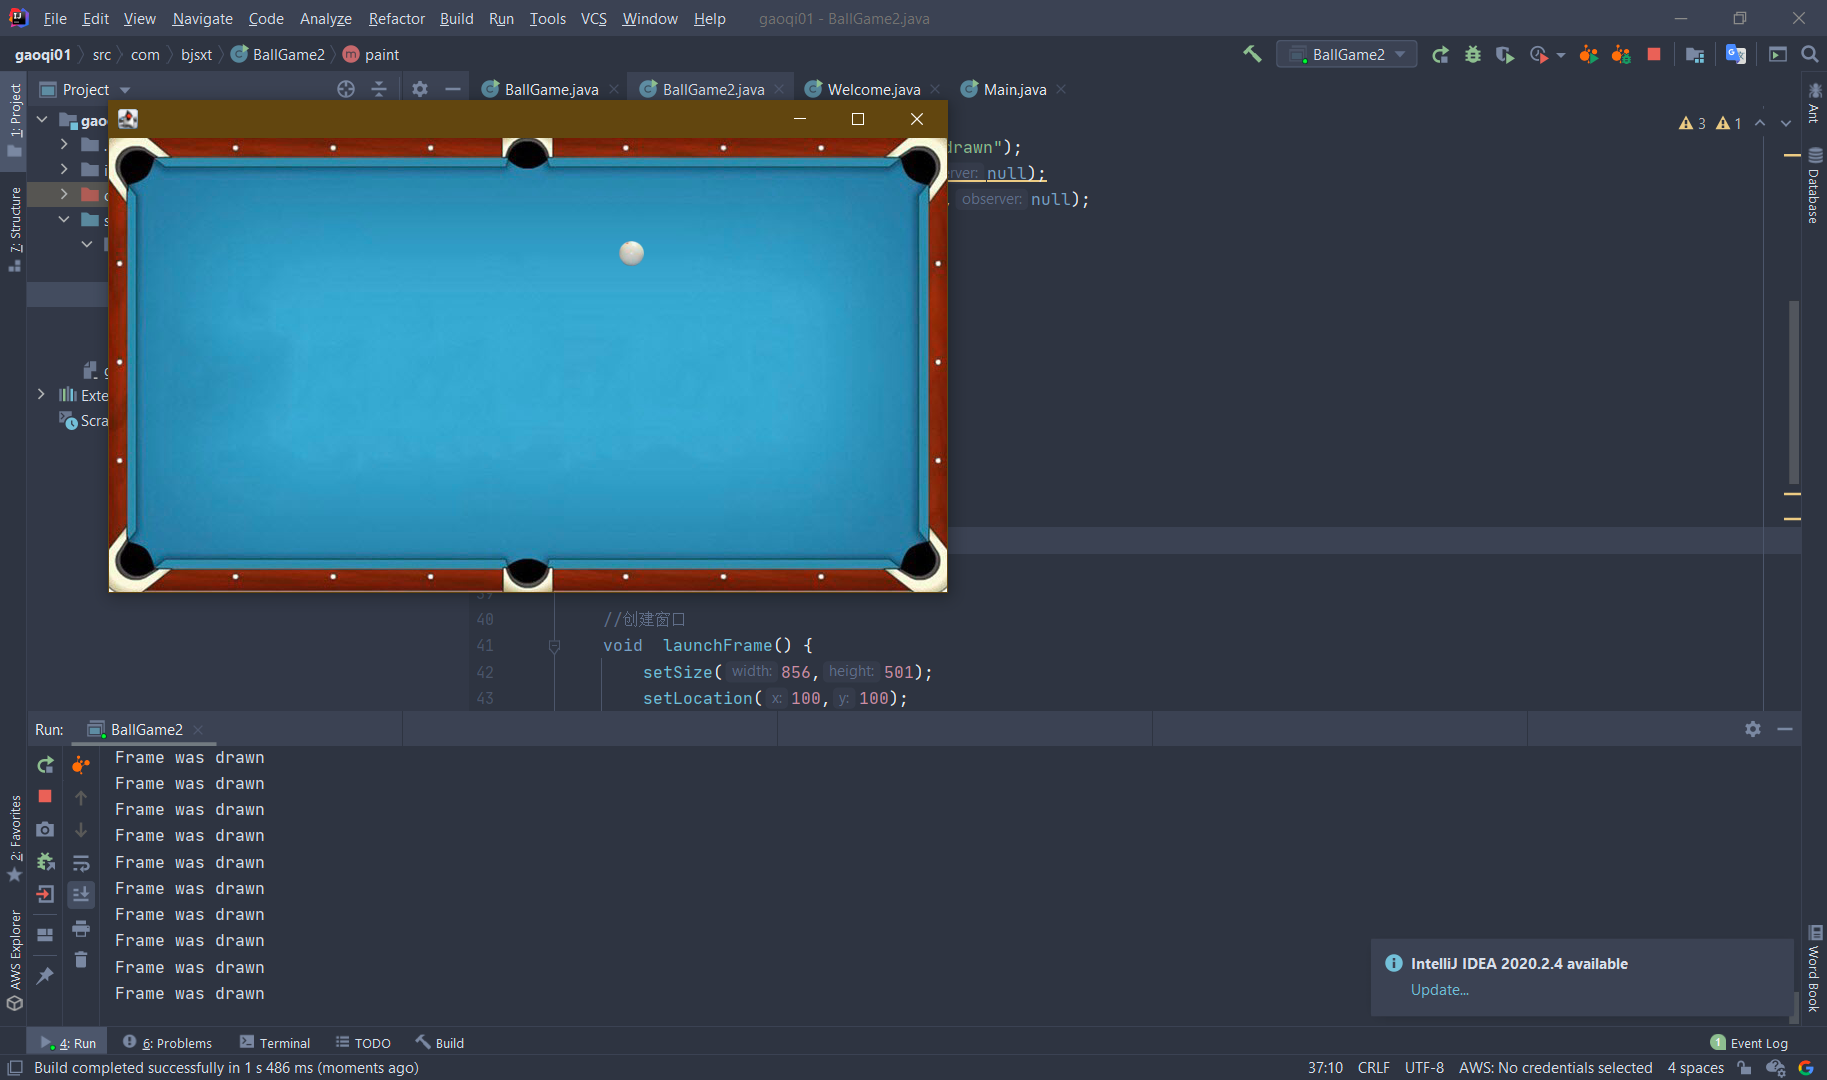 File Edit View Navigate Code Analyze Refactor Build Run Tools VCS Window Help gaoqi01 - BallGame2.java
gaoqi01 src com bjsxt BallGame2 m paint BallGame2
Project BallGame.java BallGame2.java Welcome.java Main.java
1: Project
7: Structure
2: Favorites
AWS Explorer
Ant
Database
Word Book
3 1
drawn");
null);
observer: null);
Exte
Scra
39
40 //创建窗口
41 void launchFrame() {
42 setSize( width: 856, height: 501);
43 setLocation( x: 100, y: 100);
Run: BallGame2
Frame was drawn
Frame was drawn
Frame was drawn
Frame was drawn
Frame was drawn
Frame was drawn
Frame was drawn
Frame was drawn
Frame was drawn
Frame was drawn
IntelliJ IDEA 2020.2.4 available
Update...
4: Run 6: Problems Terminal TODO Build 1 Event Log
Build completed successfully in 1 s 486 ms (moments ago) 37:10 CRLF UTF-8 AWS: No credentials selected 4 spaces